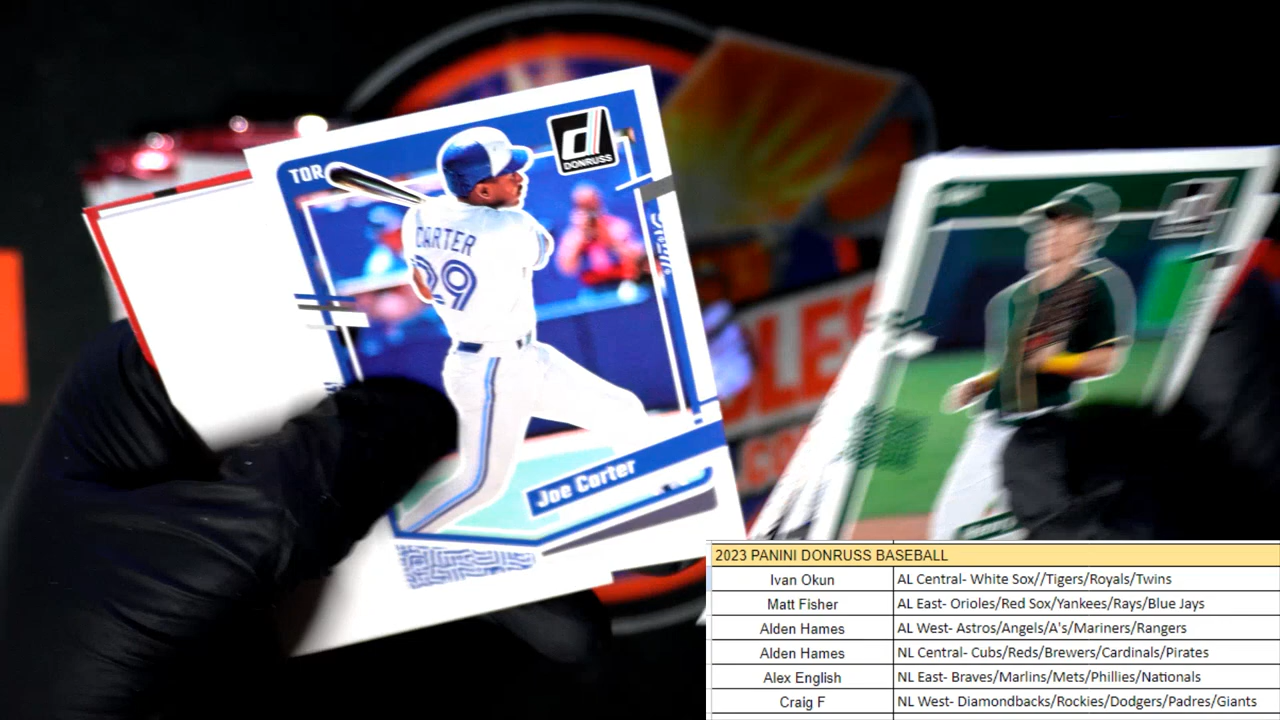 TOR
DONRUSS
CARTER
29
Joe Carter
2023 PANINI DONRUSS BASEBALL
Ivan Okun AL Central- White Sox//Tigers/Royals/Twins
Matt Fisher AL East- Orioles/Red Sox/Yankees/Rays/Blue Jays
Alden Hames AL West- Astros/Angels/A's/Mariners/Rangers
Alden Hames NL Central- Cubs/Reds/Brewers/Cardinals/Pirates
Alex English NL East- Braves/Marlins/Mets/Phillies/Nationals
Craig F NL West- Diamondbacks/Rockies/Dodgers/Padres/Giants